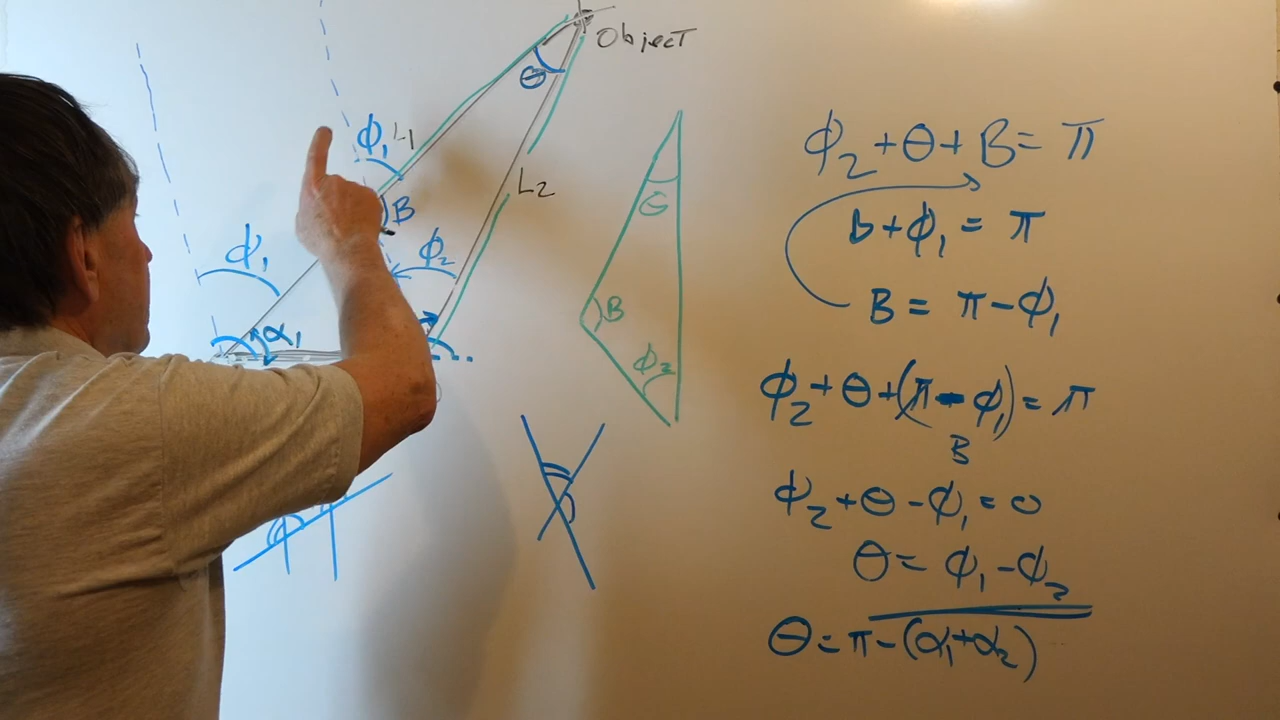 Object
θ
ϕ₁ L1
B
L2
ϕ₁
ϕ₂
α₁
θ
B
ϕ₂
ϕ₂ + θ + B = π
B + ϕ₁ = π
B = π - ϕ₁
ϕ₂ + θ + (π - ϕ₁) = π
B
ϕ₂ + θ - ϕ₁ = 0
θ = ϕ₁ - ϕ₂
θ = π - (α₁ + α₂)